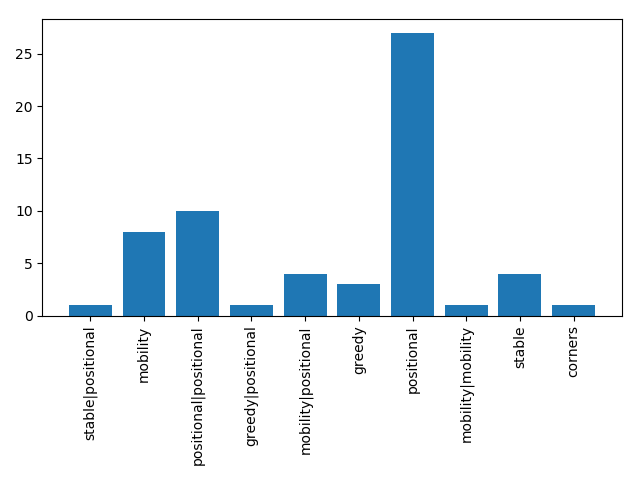 25
20
15
10
5
0
stable|positional
mobility
positional|positional
greedy|positional
mobility|positional
greedy
positional
mobility|mobility
stable
corners